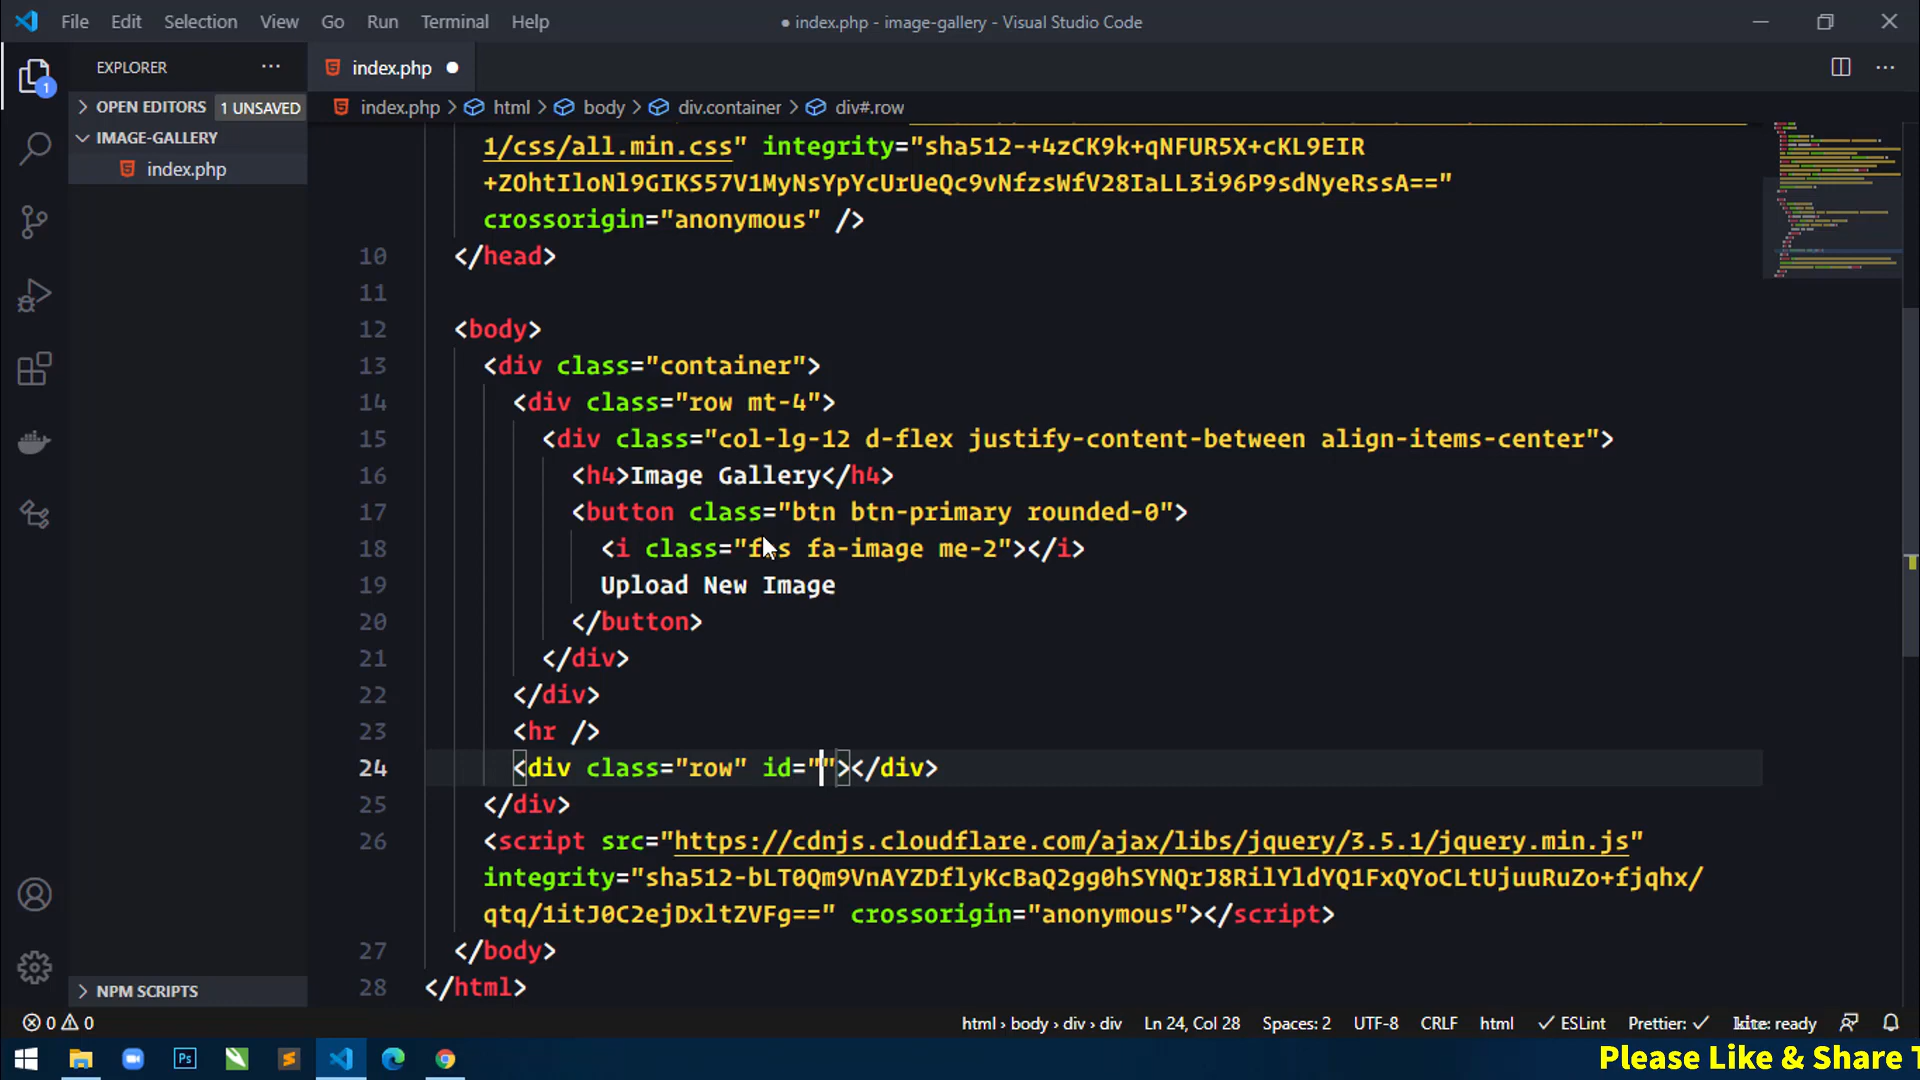 File Edit Selection View Go Run Terminal Help
● index.php - image-gallery - Visual Studio Code
EXPLORER
index.php
OPEN EDITORS 1 UNSAVED
index.php > html > body > div.container > div#.row
IMAGE-GALLERY
index.php
1/css/all.min.css" integrity="sha512-+4zCK9k+qNFUR5X+cKL9EIR
+ZOhtIloNl9GIKS57V1MyNsYpYcUrUeQc9vNfzsWfV28IaLL3i96P9sdNyeRssA=="
crossorigin="anonymous" />
10 </head>
11
12 <body>
13 <div class="container">
14 <div class="row mt-4">
15 <div class="col-lg-12 d-flex justify-content-between align-items-center">
16 <h4>Image Gallery</h4>
17 <button class="btn btn-primary rounded-0">
18 <i class="fas fa-image me-2"></i>
19 Upload New Image
20 </button>
21 </div>
22 </div>
23 <hr />
24 <div class="row" id=""></div>
25 </div>
26 <script src="https://cdnjs.cloudflare.com/ajax/libs/jquery/3.5.1/jquery.min.js"
integrity="sha512-bLT0Qm9VnAYZDflyKcBaQ2gg0hSYNQrJ8RilYldYQ1FxQYoCLtUjuuRuZo+fjqhx/
qtq/1itJ0C2ejDxltZVFg==" crossorigin="anonymous"></script>
27 </body>
28 </html>
NPM SCRIPTS
0 0
html › body › div › div Ln 24, Col 28 Spaces: 2 UTF-8 CRLF html ✓ ESLint Prettier: ✓ kite: ready
Please Like & Share